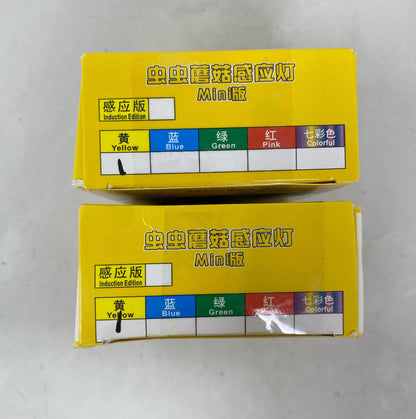 虫虫蘑菇感应灯
Mini版
感应版
Induction Edition
黄 蓝 绿 红 七彩色
Yellow Blue Green Pink Colorful
虫虫蘑菇感应灯
Mini版
感应版
Induction Edition
黄 蓝 绿 红 七彩色
Yellow Blue Green Colorful